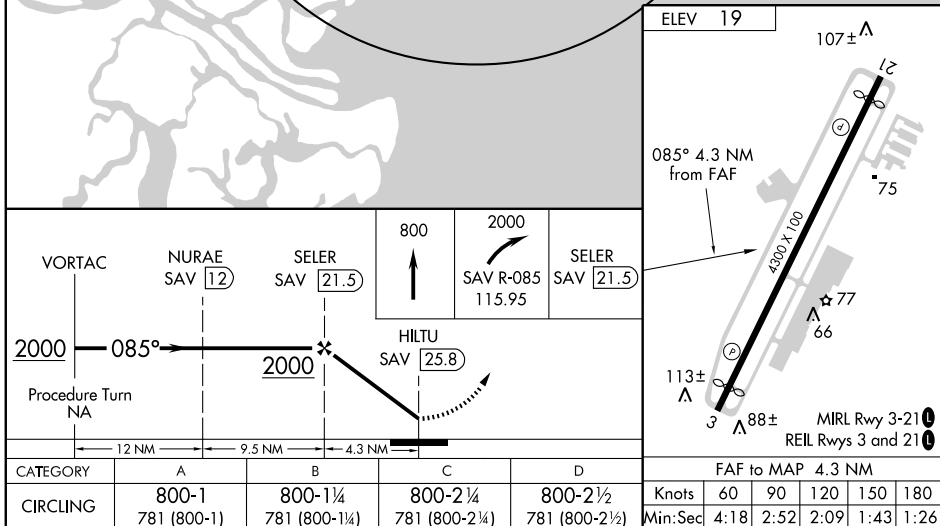 ELEV 19
107±
21
P
085° 4.3 NM
from FAF
75
4300 X 100
77
66
P
113±
3
88±
MIRL Rwy 3-21 L
REIL Rwys 3 and 21 L
FAF to MAP 4.3 NM
Knots 60 90 120 150 180
Min:Sec 4:18 2:52 2:09 1:43 1:26
VORTAC
NURAE
SAV 12
SELER
SAV 21.5
800
2000
SAV R-085
115.95
SELER
SAV 21.5
HILTU
SAV 25.8
2000
085°
2000
Procedure Turn
NA
12 NM
9.5 NM
4.3 NM
CATEGORY A B C D
CIRCLING
800-1
781 (800-1)
800-1¼
781 (800-1¼)
800-2¼
781 (800-2¼)
800-2½
781 (800-2½)